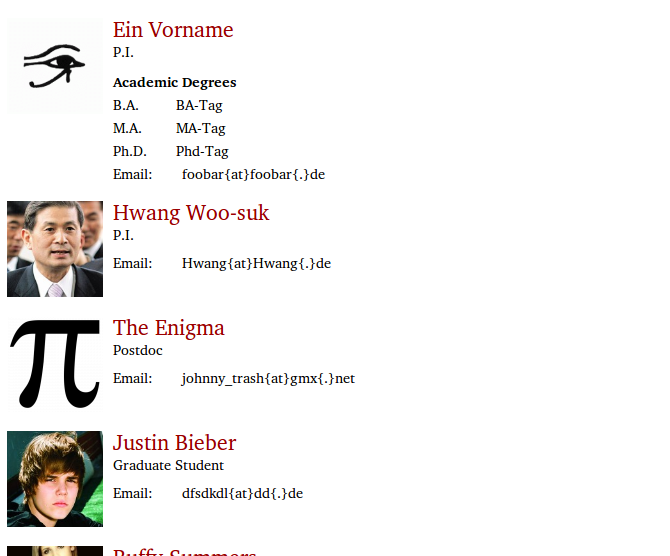 Ein Vorname
P.I.
Academic Degrees
B.A. BA-Tag
M.A. MA-Tag
Ph.D. Phd-Tag
Email: foobar{at}foobar{.}de
Hwang Woo-suk
P.I.
Email: Hwang{at}Hwang{.}de
π
The Enigma
Postdoc
Email: johnny_trash{at}gmx{.}net
Justin Bieber
Graduate Student
Email: dfsdkdl{at}dd{.}de
Buffy Summers